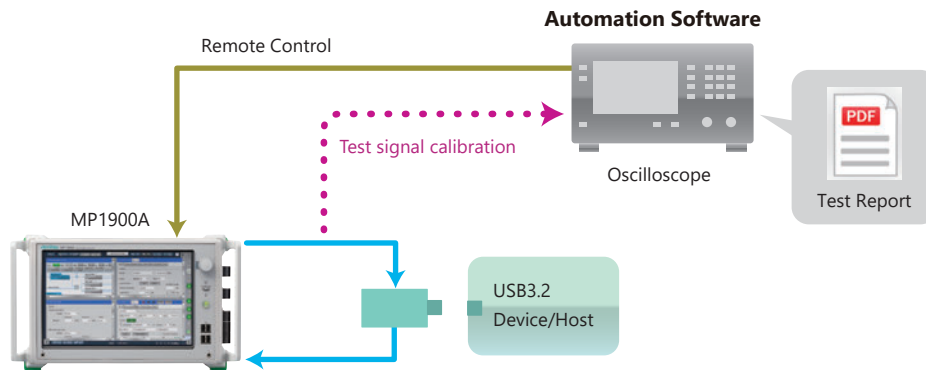 Automation Software
Remote Control
PDF
Test signal calibration
Oscilloscope
Test Report
MP1900A
USB3.2
Device/Host